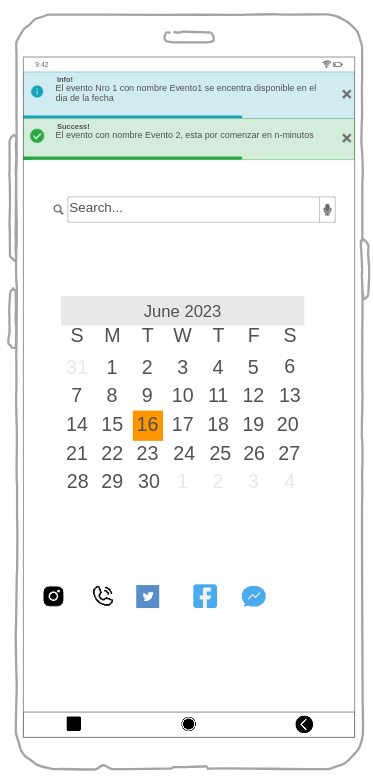 9:42
Info!
El evento Nro 1 con nombre Evento1 se encontra disponible en el
dia de la fecha
Success!
El evento con nombre Evento 2, esta por comenzar en n-minutos
Search...
June 2023
S M T W T F S
31 1 2 3 4 5 6
7 8 9 10 11 12 13
14 15 16 17 18 19 20
21 22 23 24 25 26 27
28 29 30 1 2 3 4